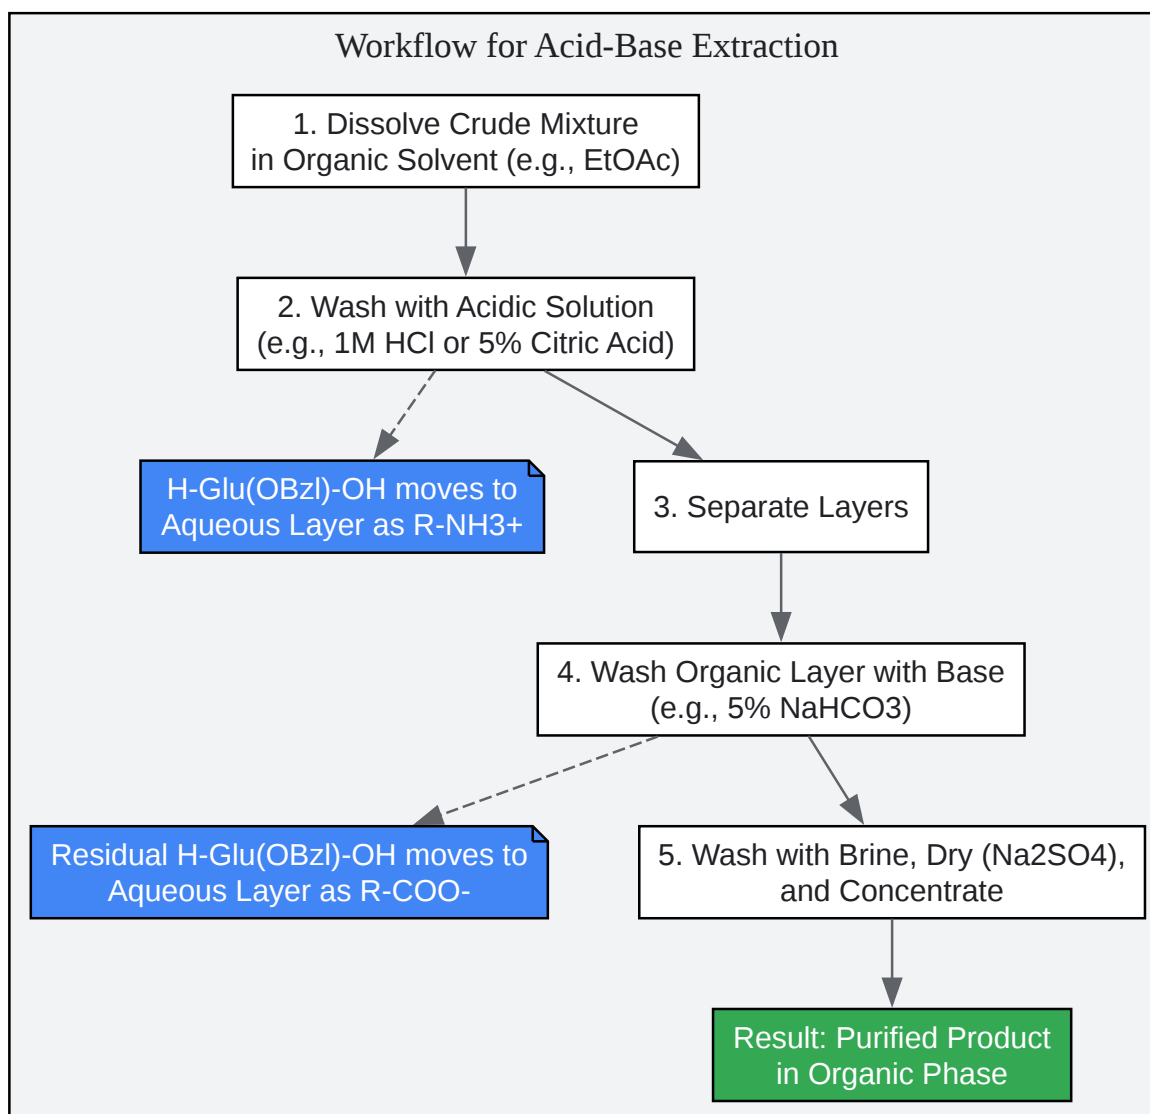 Workflow for Acid-Base Extraction
1. Dissolve Crude Mixture
in Organic Solvent (e.g., EtOAc)
2. Wash with Acidic Solution
(e.g., 1M HCl or 5% Citric Acid)
H-Glu(OBzl)-OH moves to
Aqueous Layer as R-NH3+
3. Separate Layers
4. Wash Organic Layer with Base
(e.g., 5% NaHCO3)
Residual H-Glu(OBzl)-OH moves to
Aqueous Layer as R-COO-
5. Wash with Brine, Dry (Na2SO4),
and Concentrate
Result: Purified Product
in Organic Phase